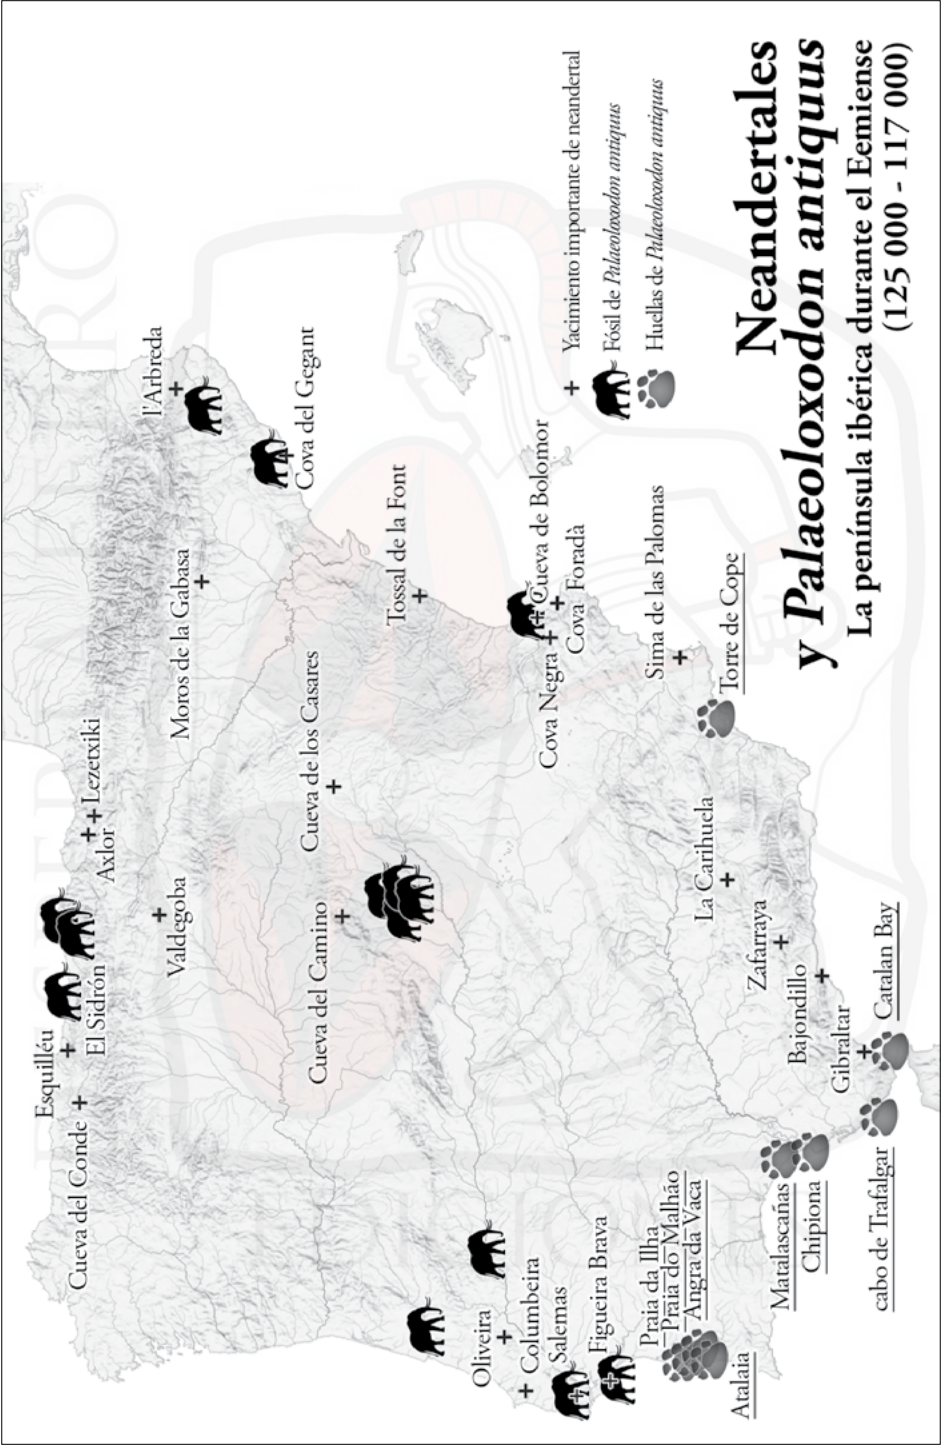 Esquilléu
Cueva del Conde
El Sidrón
Axlor
Lezetxiki
Valdegoba
Moros de la Gabasa
l'Arbreda
Cova del Gegant
Cueva del Camino
Cueva de los Casares
Tossal de la Font
Cueva de Bolomor
Cova Negra
Cova Foradà
Sima de las Palomas
Torre de Cope
Oliveira
Columbeira
Salemas
Figueira Brava
Praia da Ilha
Praia do Malhão
Angra da Vaca
Atalaia
Matalascañas
Chipiona
cabo de Trafalgar
La Carihuela
Zafarraya
Bajondillo
Gibraltar
Catalan Bay
Yacimiento importante de neandertal
Fósil de Palaeoloxodon antiquus
Huellas de Palaeoloxodon antiquus
Neandertales
y Palaeoloxodon antiquus
La península ibérica durante el Eemiense
(125 000 - 117 000)